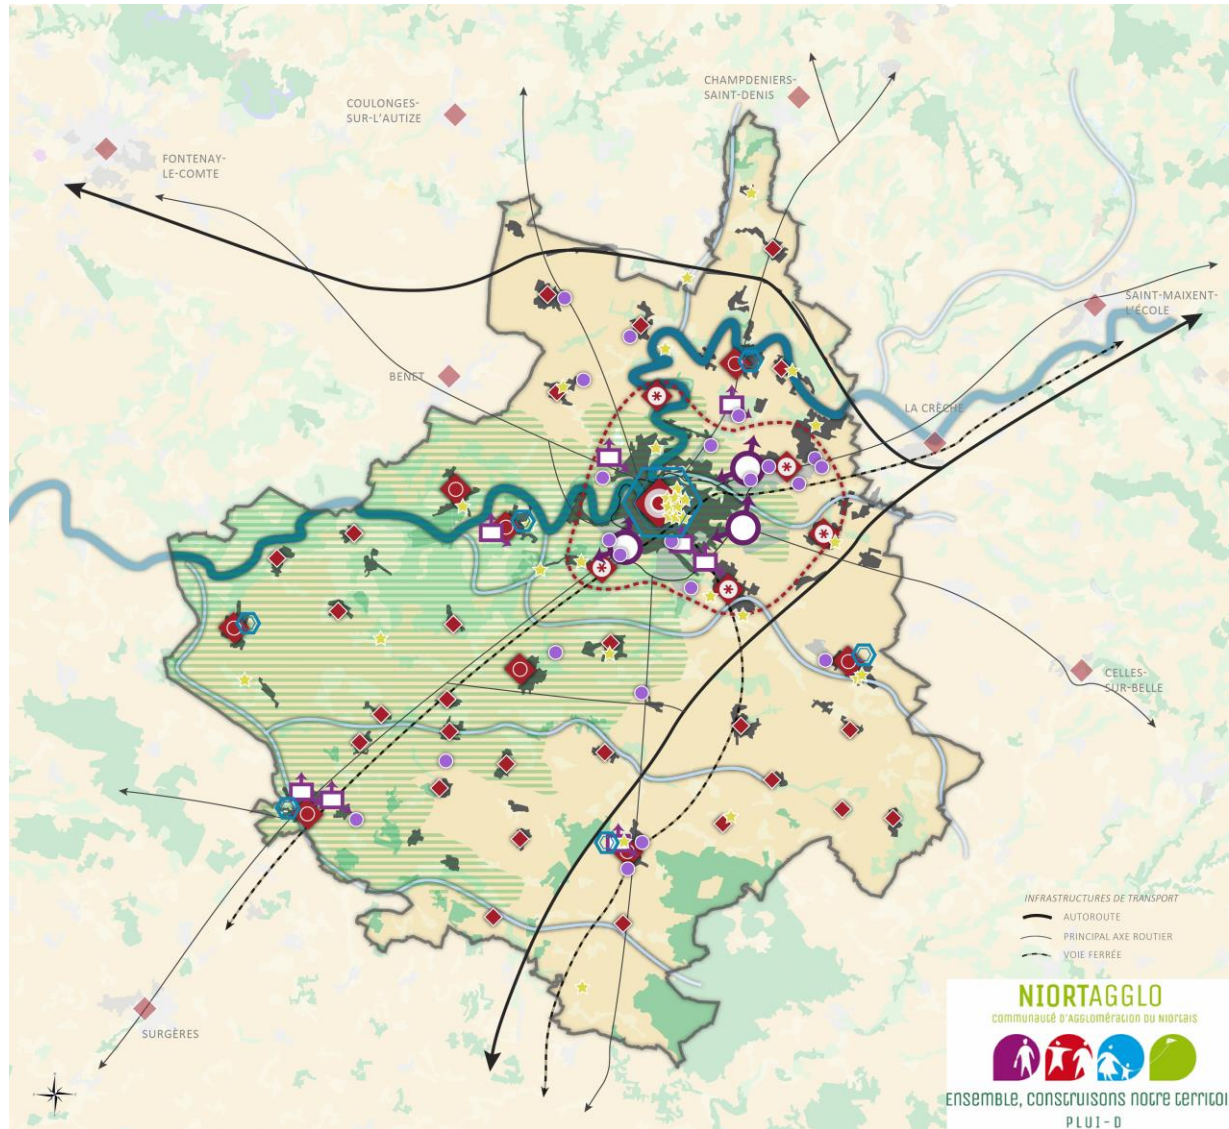 CHAMPDENIERS-
SAINT-DENIS
COULONGES-
SUR-L'AUTIZE
FONTENAY-
LE-COMTE
SAINT-MAIXENT-
L'ÉCOLE
BENET
LA CRÈCHE
CELLES-
SUR-BELLE
SURGÈRES
INFRASTRUCTURES DE TRANSPORT
AUTOROUTE
PRINCIPAL AXE ROUTIER
VOIE FERRÉE
NIORTAGGLO
COMMUNAUTÉ D'AGGLOMÉRATION DU NIORTAIS
ENSEMBLE, CONSTRUISONS NOTRE TERRITOI
PLUI-D